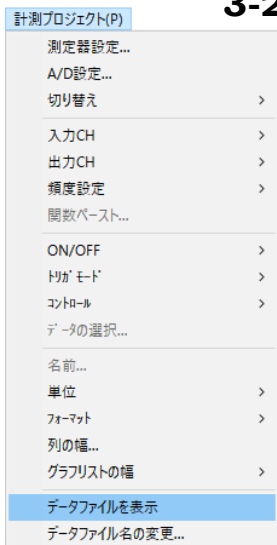 3-2
計測プロジェクト(P)
測定器設定...
A/D設定...
切り替え
入力CH
出力CH
頻度設定
関数ペースト...
ON/OFF
ﾄﾘｶﾞﾓｰﾄﾞ
ｺﾝﾄﾛｰﾙ
ﾃﾞｰﾀの選択...
名前...
単位
ﾌｫｰﾏｯﾄ
列の幅...
グラフリストの幅
データファイルを表示
データファイル名の変更...